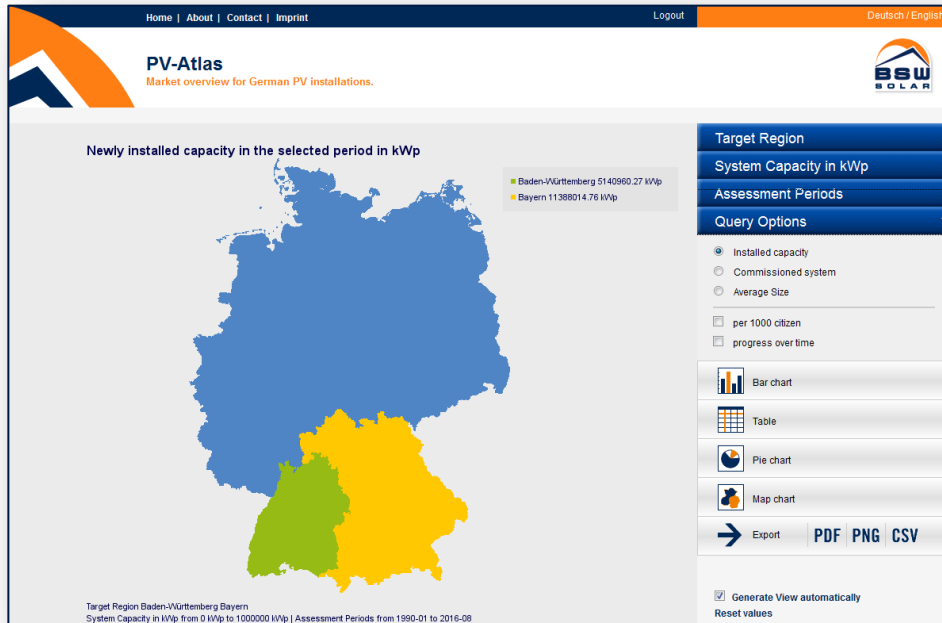 Home | About | Contact | Imprint
Logout
Deutsch / English
PV-Atlas
Market overview for German PV installations.
BSW
SOLAR
Newly installed capacity in the selected period in kWp
Baden-Württemberg 5140960.27 kWp
Bayern 11388014.76 kWp
Target Region Baden-Württemberg Bayern
System Capacity in kWp from 0 kWp to 1000000 kWp | Assessment Periods from 1990-01 to 2016-08
Target Region
System Capacity in kWp
Assessment Periods
Query Options
Installed capacity
Commissioned system
Average Size
per 1000 citizen
progress over time
Bar chart
Table
Pie chart
Map chart
Export PDF PNG CSV
Generate View automatically
Reset values